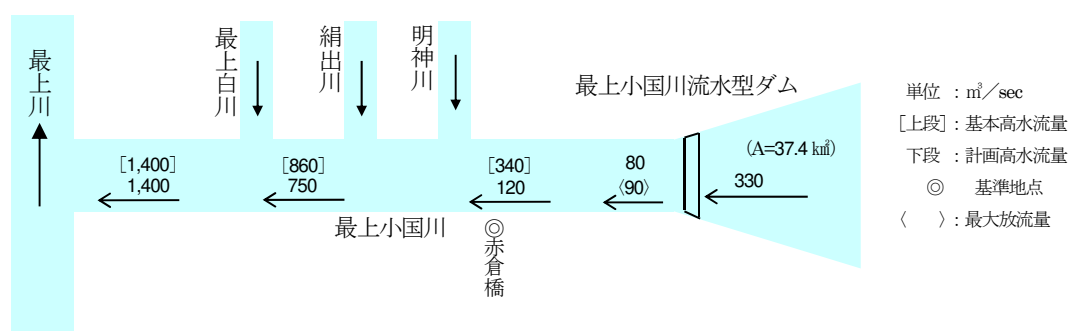 最上川
最上白川
絹出川
明神川
最上小国川流水型ダム
(A=37.4 k㎡)
[1,400]
1,400
[860]
750
[340]
120
80
〈90〉
330
最上小国川
◎赤倉橋
単位 : ㎥／sec
[上段] : 基本高水流量
下段 : 計画高水流量
◎ 基準地点
〈 〉: 最大放流量